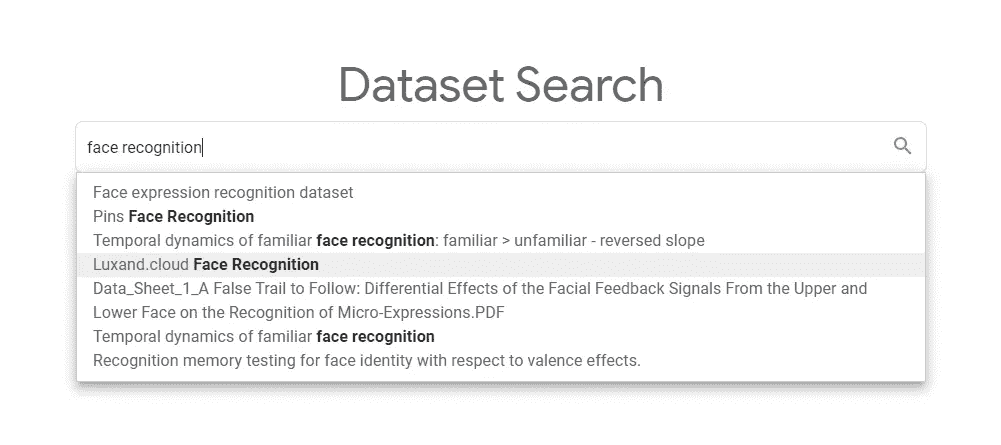 Dataset Search
face recognition
Face expression recognition dataset
Pins Face Recognition
Temporal dynamics of familiar face recognition: familiar > unfamiliar - reversed slope
Luxand.cloud Face Recognition
Data_Sheet_1_A False Trail to Follow: Differential Effects of the Facial Feedback Signals From the Upper and
Lower Face on the Recognition of Micro-Expressions.PDF
Temporal dynamics of familiar face recognition
Recognition memory testing for face identity with respect to valence effects.